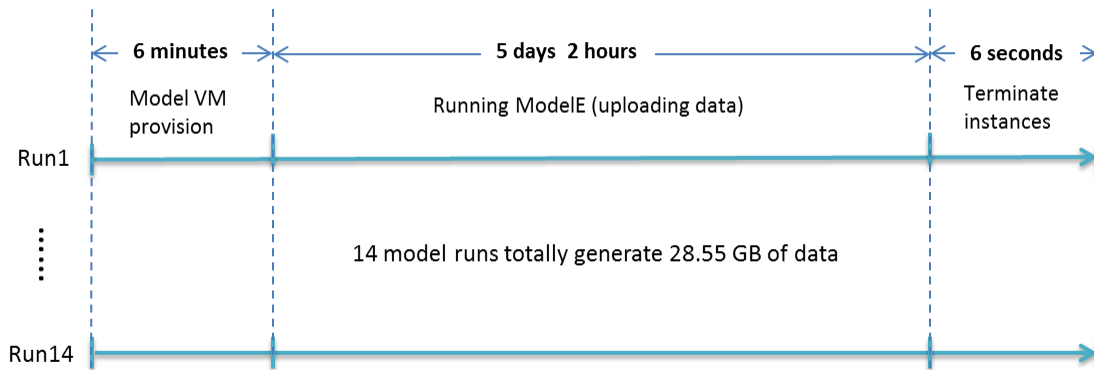 6 minutes
5 days 2 hours
6 seconds
Model VM
provision
Running ModelE (uploading data)
Terminate
instances
Run1
14 model runs totally generate 28.55 GB of data
Run14